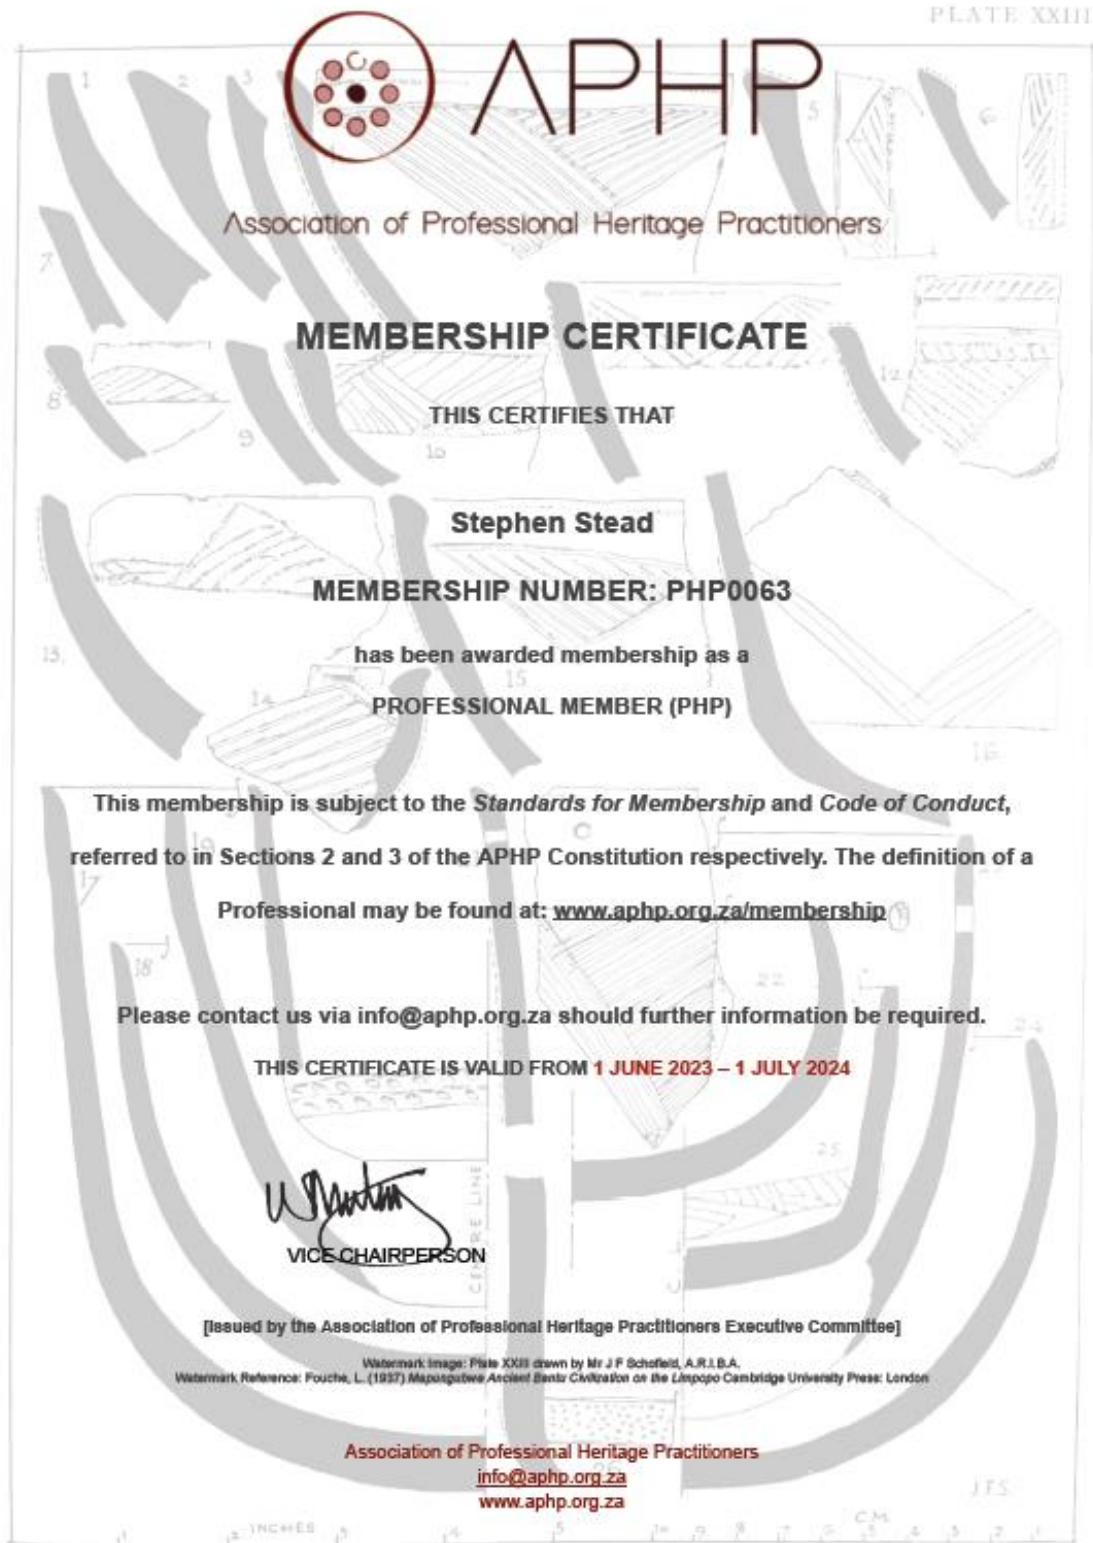 PLATE XXIII
APHP
Association of Professional Heritage Practitioners
MEMBERSHIP CERTIFICATE
THIS CERTIFIES THAT
Stephen Stead
MEMBERSHIP NUMBER: PHP0063
has been awarded membership as a
PROFESSIONAL MEMBER (PHP)
This membership is subject to the Standards for Membership and Code of Conduct,
referred to in Sections 2 and 3 of the APHP Constitution respectively. The definition of a
Professional may be found at: www.aphp.org.za/membership
Please contact us via info@aphp.org.za should further information be required.
THIS CERTIFICATE IS VALID FROM 1 JUNE 2023 – 1 JULY 2024
VICE CHAIRPERSON
CENTRE LINE
[Issued by the Association of Professional Heritage Practitioners Executive Committee]
Watermark Image: Plate XXIII drawn by Mr J F Schofield, A.R.I.B.A.
Watermark Reference: Fouche, L. (1937) Mapungubwe Ancient Bantu Civilization on the Limpopo Cambridge University Press: London
Association of Professional Heritage Practitioners
info@aphp.org.za
www.aphp.org.za
INCHES
C.M.